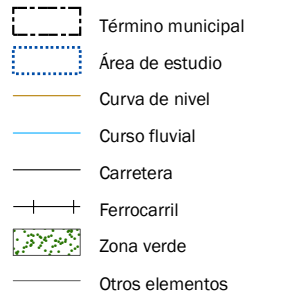 Término municipal
Área de estudio
Curva de nivel
Curso fluvial
Carretera
Ferrocarril
Zona verde
Otros elementos